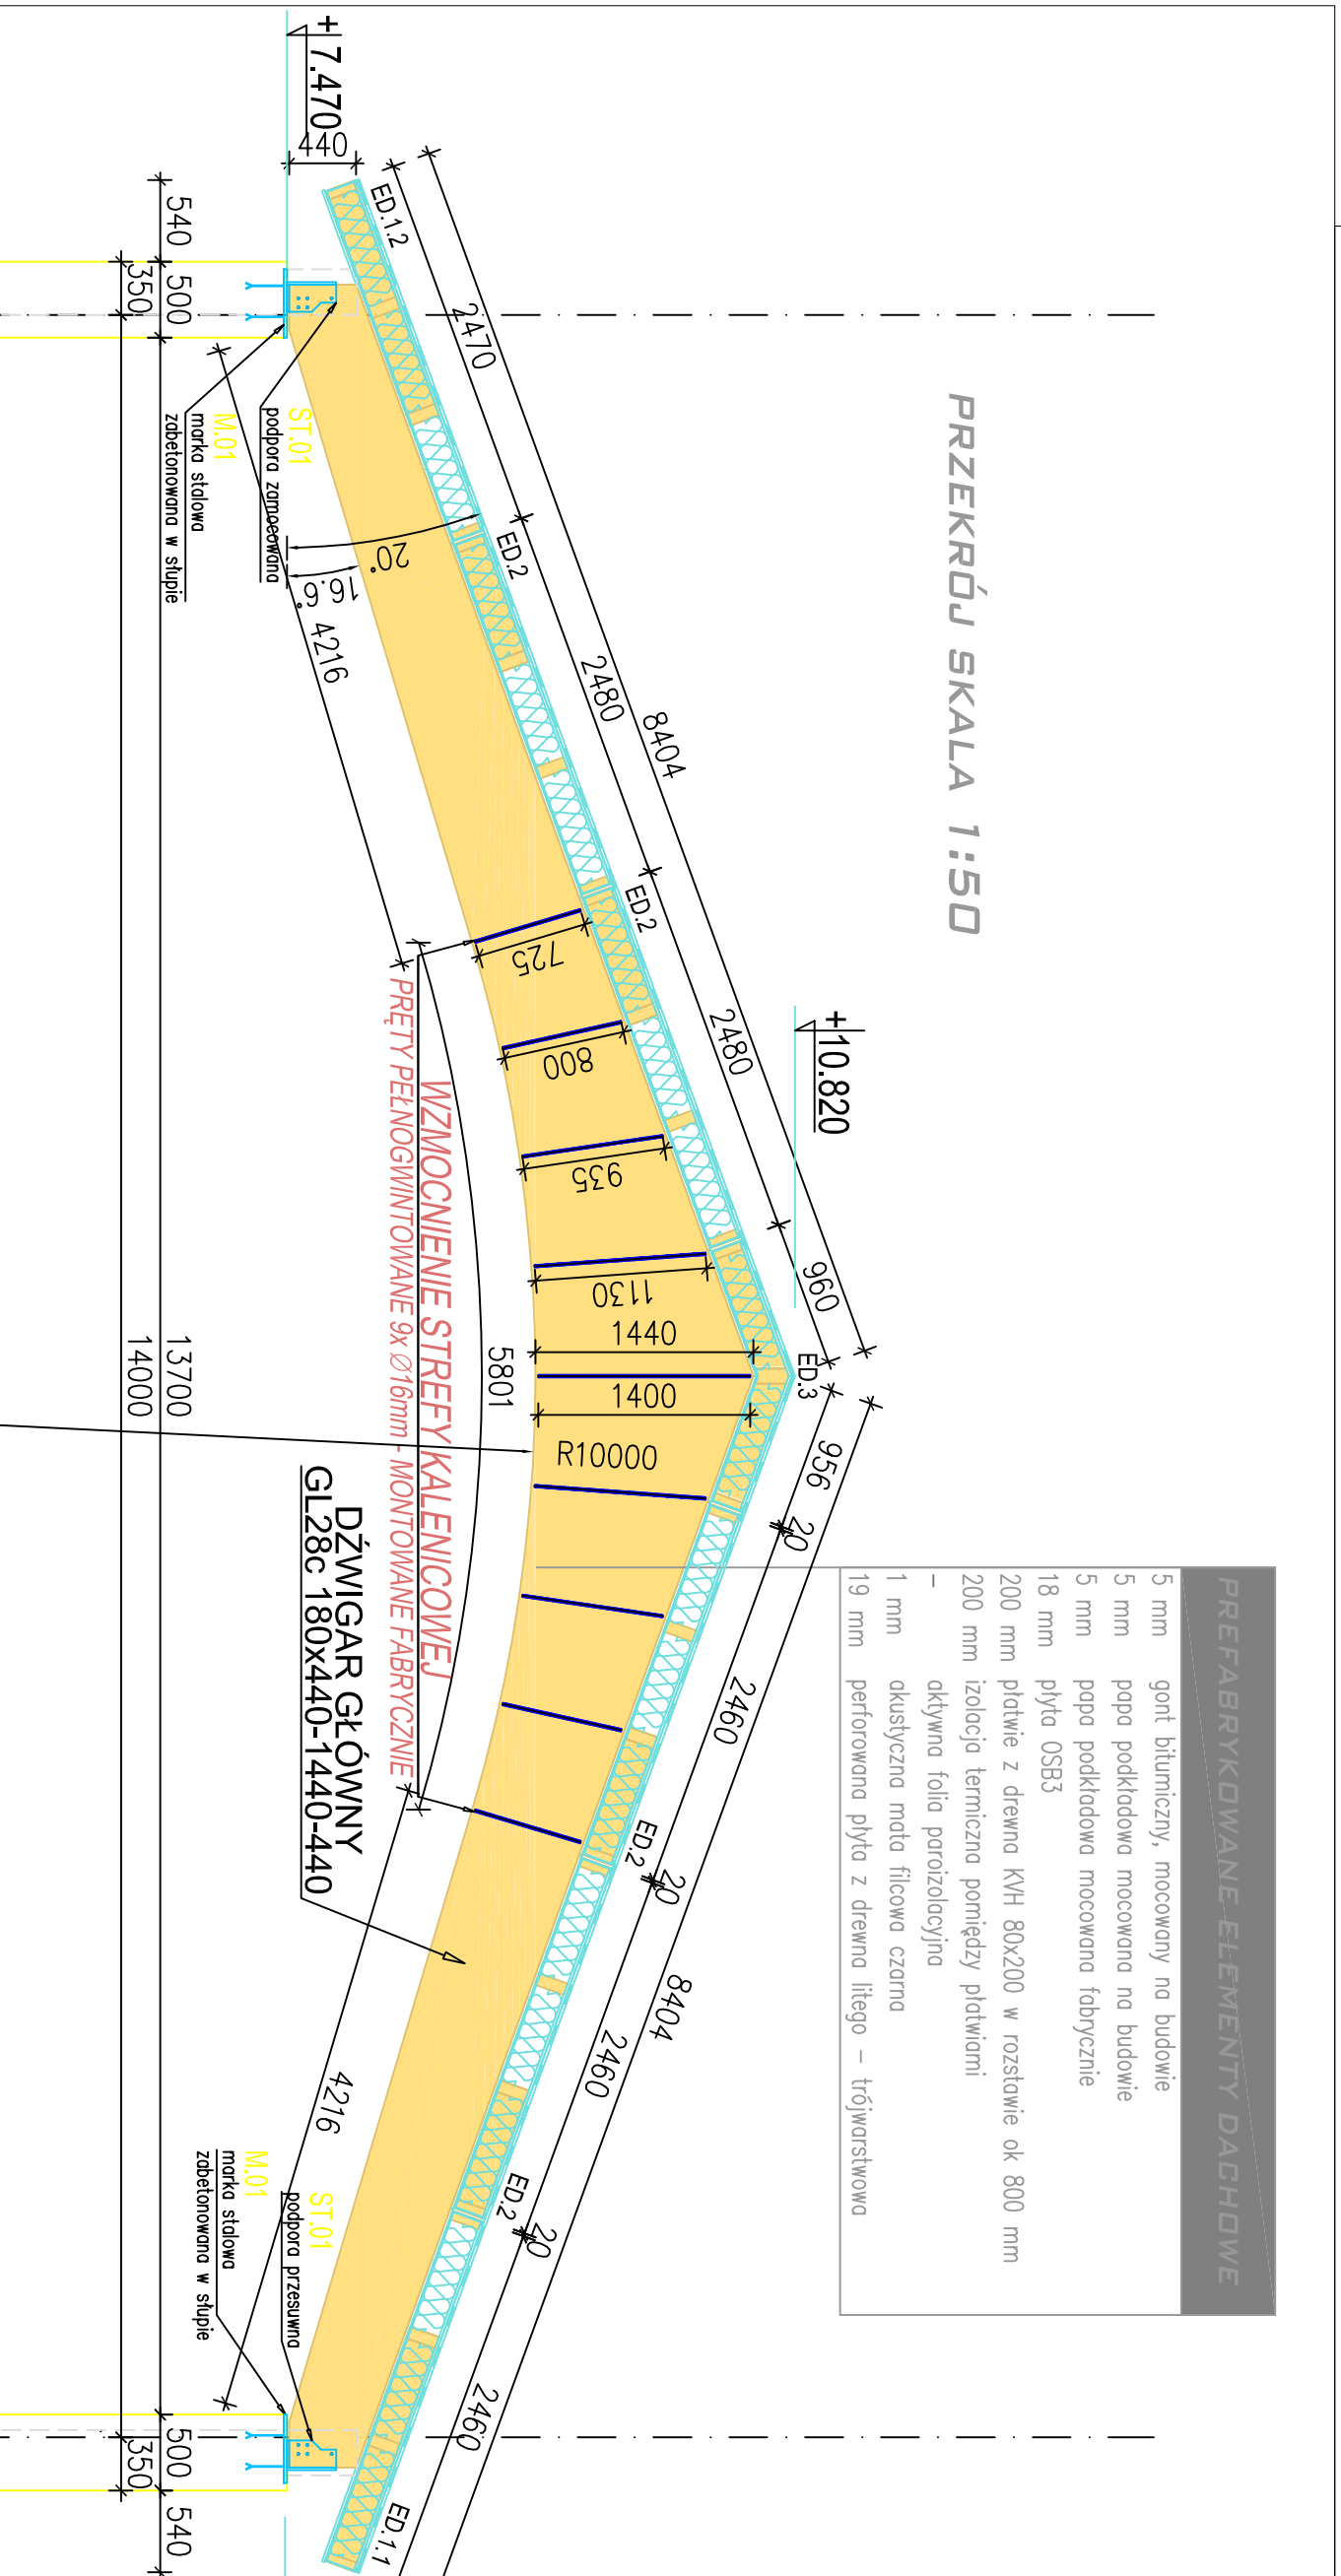 PRZEKRÓJ SKALA 1:50
PREFABRYKOWANE ELEMENTY DACHOWE
5 mm gont bitumiczny, mocowany na budowie
5 mm papa podkładowa mocowana na budowie
5 mm papa podkładowa mocowana fabrycznie
18 mm płyta OSB3
200 mm płatwie z drewna KVH 80x200 w rozstawie ok 800 mm
200 mm izolacja termiczna pomiędzy płatwiami
- aktywna folia paroizolacyjna
1 mm akustyczna mata filcowa czarna
19 mm perforowana płyta z drewna litego - trójwarstwowa
+10.820
8404
8404
2470
2480
2480
960
956
20
2460
20
2460
20
2460
ED.1.2
ED.2
ED.2
ED.3
ED.2
ED.2
ED.1.1
+7.470
440
725
800
935
1130
1440
1400
R10000
20°
16.6°
4216
5801
4216
WZMOCNIENIE STREFY KALENICOWEJ
PRĘTY PEŁNOGWINTOWANE 9x Ø16mm - MONTOWANE FABRYCZNIE
DŹWIGAR GŁÓWNY
GL28c 180x440-1440-440
ST.01
podpora zamocowana
M.01
marka stalowa
zabetonowana w słupie
ST.01
podpora przesuwna
M.01
marka stalowa
zabetonowana w słupie
540
500
13700
500
540
350
14000
350